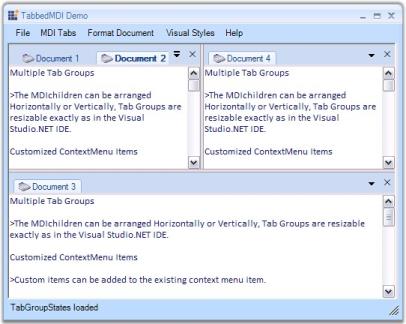 TabbedMDI Demo
File MDI Tabs Format Document Visual Styles Help
Document 1 Document 2
Multiple Tab Groups
>The MDIchildren can be arranged
Horizontally or Vertically, Tab Groups are
resizable exactly as in the Visual
Studio.NET IDE.
Customized ContextMenu Items
Document 4
Multiple Tab Groups
>The MDIchildren can be arranged
Horizontally or Vertically, Tab Groups are
resizable exactly as in the Visual
Studio.NET IDE.
Customized ContextMenu Items
Document 3
Multiple Tab Groups
>The MDIchildren can be arranged Horizontally or Vertically, Tab Groups are resizable
exactly as in the Visual Studio.NET IDE.
Customized ContextMenu Items
>Custom items can be added to the existing context menu item.
TabGroupStates loaded